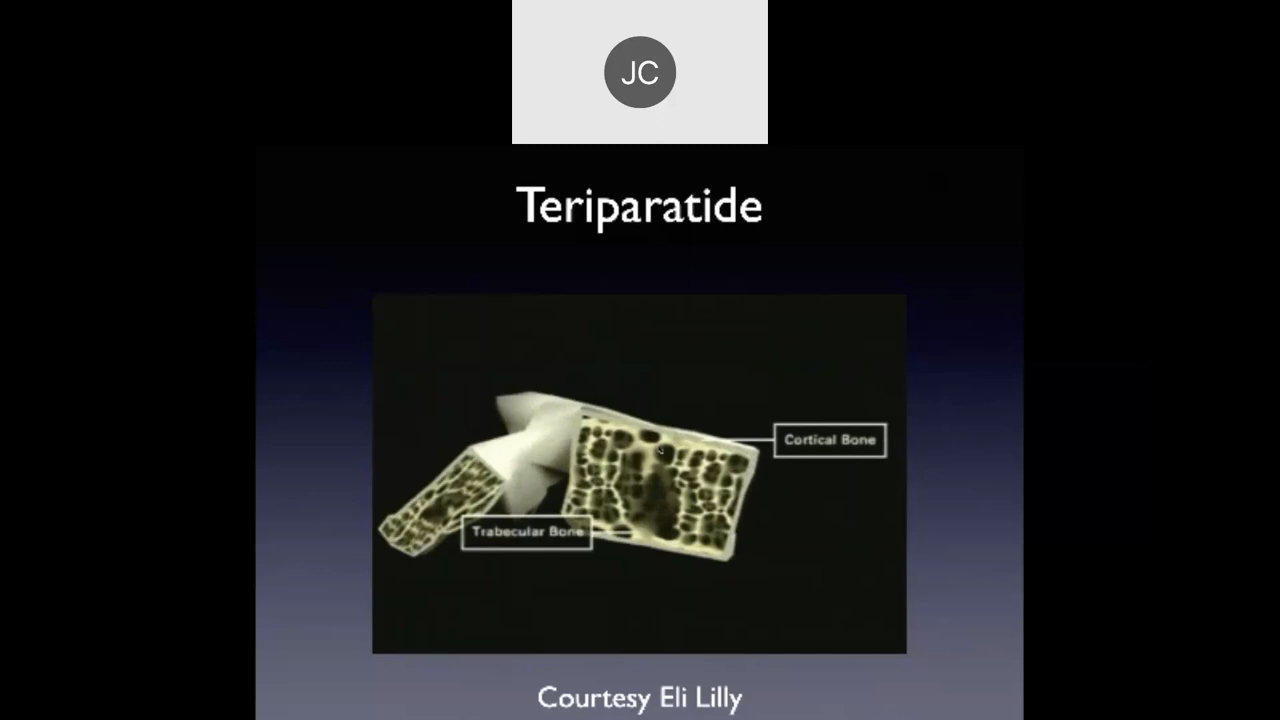 JC
Teriparatide
Cortical Bone
Trabecular Bone
Courtesy Eli Lilly